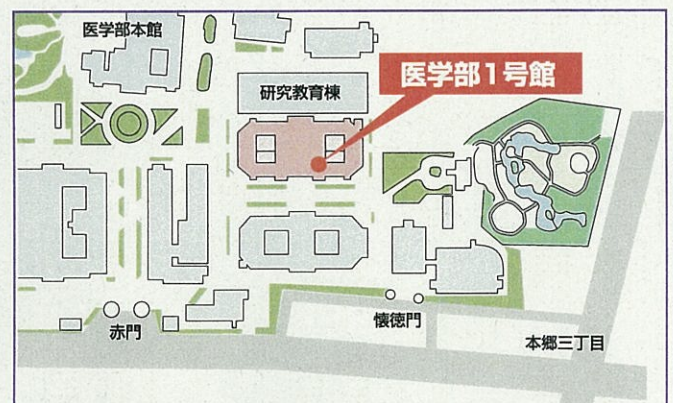 医学部本館
医学部1号館
研究教育棟
赤門
懐徳門
本郷三丁目